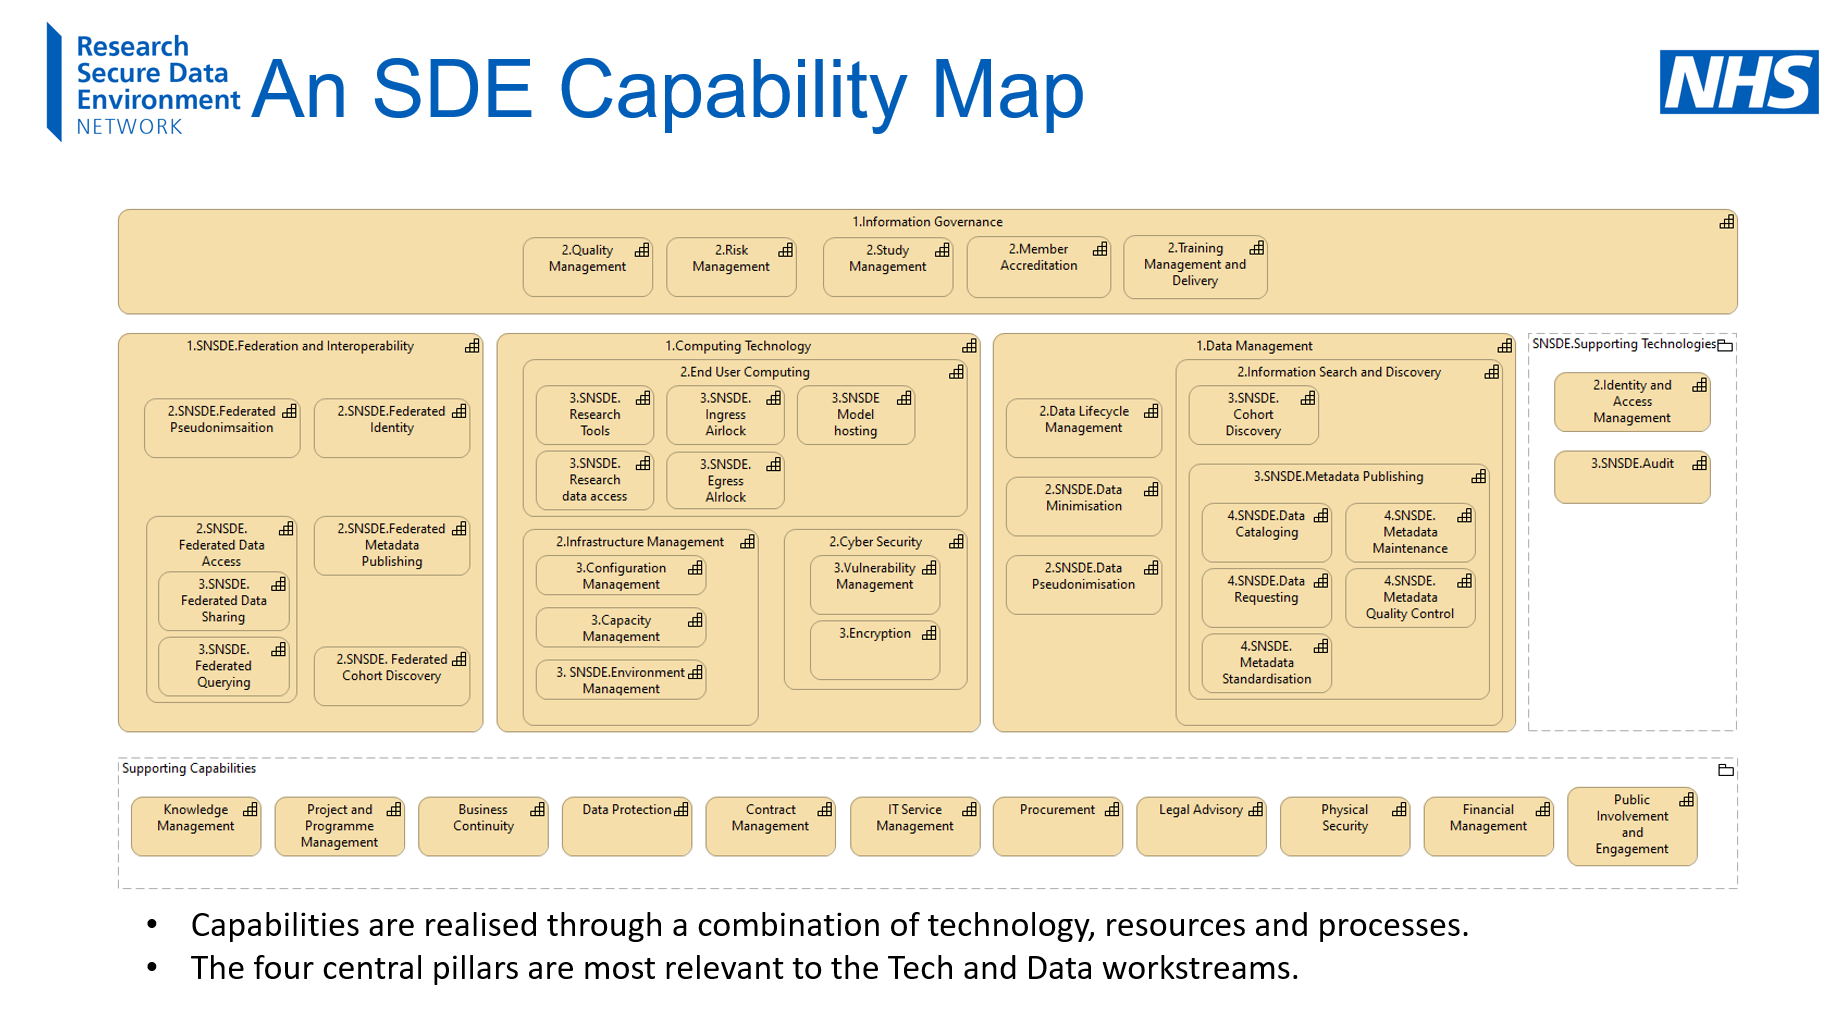 Research
Secure Data
Environment
NETWORK
An SDE Capability Map
NHS
1.Information Governance
2.Quality
Management
2.Risk
Management
2.Study
Management
2.Member
Accreditation
2.Training
Management and
Delivery
1.SNSDE.Federation and Interoperability
2.SNSDE.Federated
Pseudonimsaition
2.SNSDE.Federated
Identity
2.SNSDE.
Federated Data
Access
3.SNSDE.
Federated Data
Sharing
3.SNSDE.
Federated
Querying
2.SNSDE.Federated
Metadata
Publishing
2.SNSDE. Federated
Cohort Discovery
1.Computing Technology
2.End User Computing
3.SNSDE.
Research
Tools
3.SNSDE.
Ingress
Airlock
3.SNSDE
Model
hosting
3.SNSDE.
Research
data access
3.SNSDE.
Egress
AIrlock
2.Infrastructure Management
3.Configuration
Management
3.Capacity
Management
3. SNSDE.Environment
Management
2.Cyber Security
3.Vulnerability
Management
3.Encryption
1.Data Management
2.Data Lifecycle
Management
2.SNSDE.Data
Minimisation
2.SNSDE.Data
Pseudonimisation
2.Information Search and Discovery
3.SNSDE.
Cohort
Discovery
3.SNSDE.Metadata Publishing
4.SNSDE.Data
Cataloging
4.SNSDE.
Metadata
Maintenance
4.SNSDE.Data
Requesting
4.SNSDE.
Metadata
Quality Control
4.SNSDE.
Metadata
Standardisation
SNSDE.Supporting Technologies
2.Identity and
Access
Management
3.SNSDE.Audit
Supporting Capabilities
Knowledge
Management
Project and
Programme
Management
Business
Continuity
Data Protection
Contract
Management
IT Service
Management
Procurement
Legal Advisory
Physical
Security
Financial
Management
Public
Involvement
and
Engagement
• Capabilities are realised through a combination of technology, resources and processes.
• The four central pillars are most relevant to the Tech and Data workstreams.